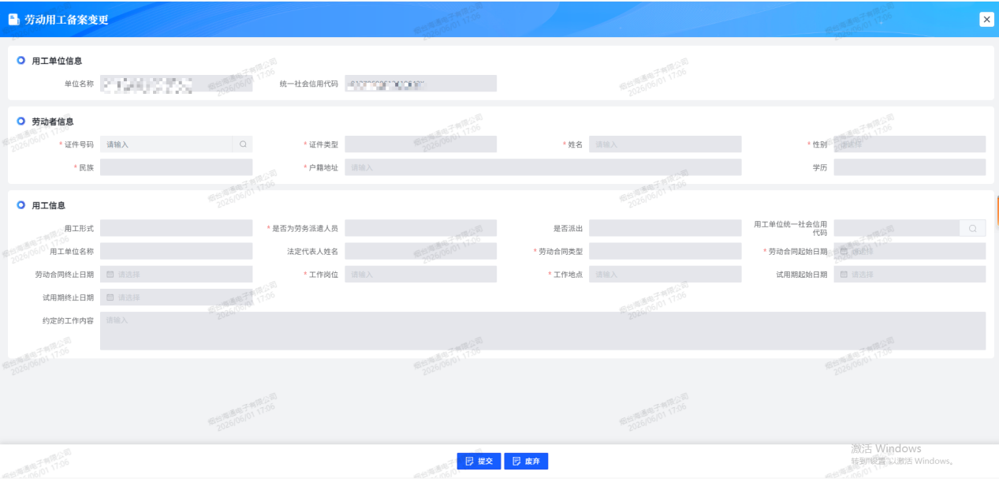 劳动用工备案变更
用工单位信息
单位名称 统一社会信用代码
劳动者信息
* 证件号码 请输入 * 证件类型 * 姓名 请输入 * 性别 请选择
* 民族 * 户籍地址 请输入 学历
用工信息
用工形式 * 是否为劳务派遣人员 是否派出 用工单位统一社会信用
代码
用工单位名称 法定代表人姓名 * 劳动合同类型 * 劳动合同起始日期 请选择
劳动合同终止日期 请选择 * 工作岗位 请输入 * 工作地点 请输入 试用期起始日期 请选择
试用期终止日期 请选择
约定的工作内容 请输入
提交 废弃
激活 Windows
转到"设置"以激活 Windows。
烟台海通电子有限公司
2026/06/01 17:06